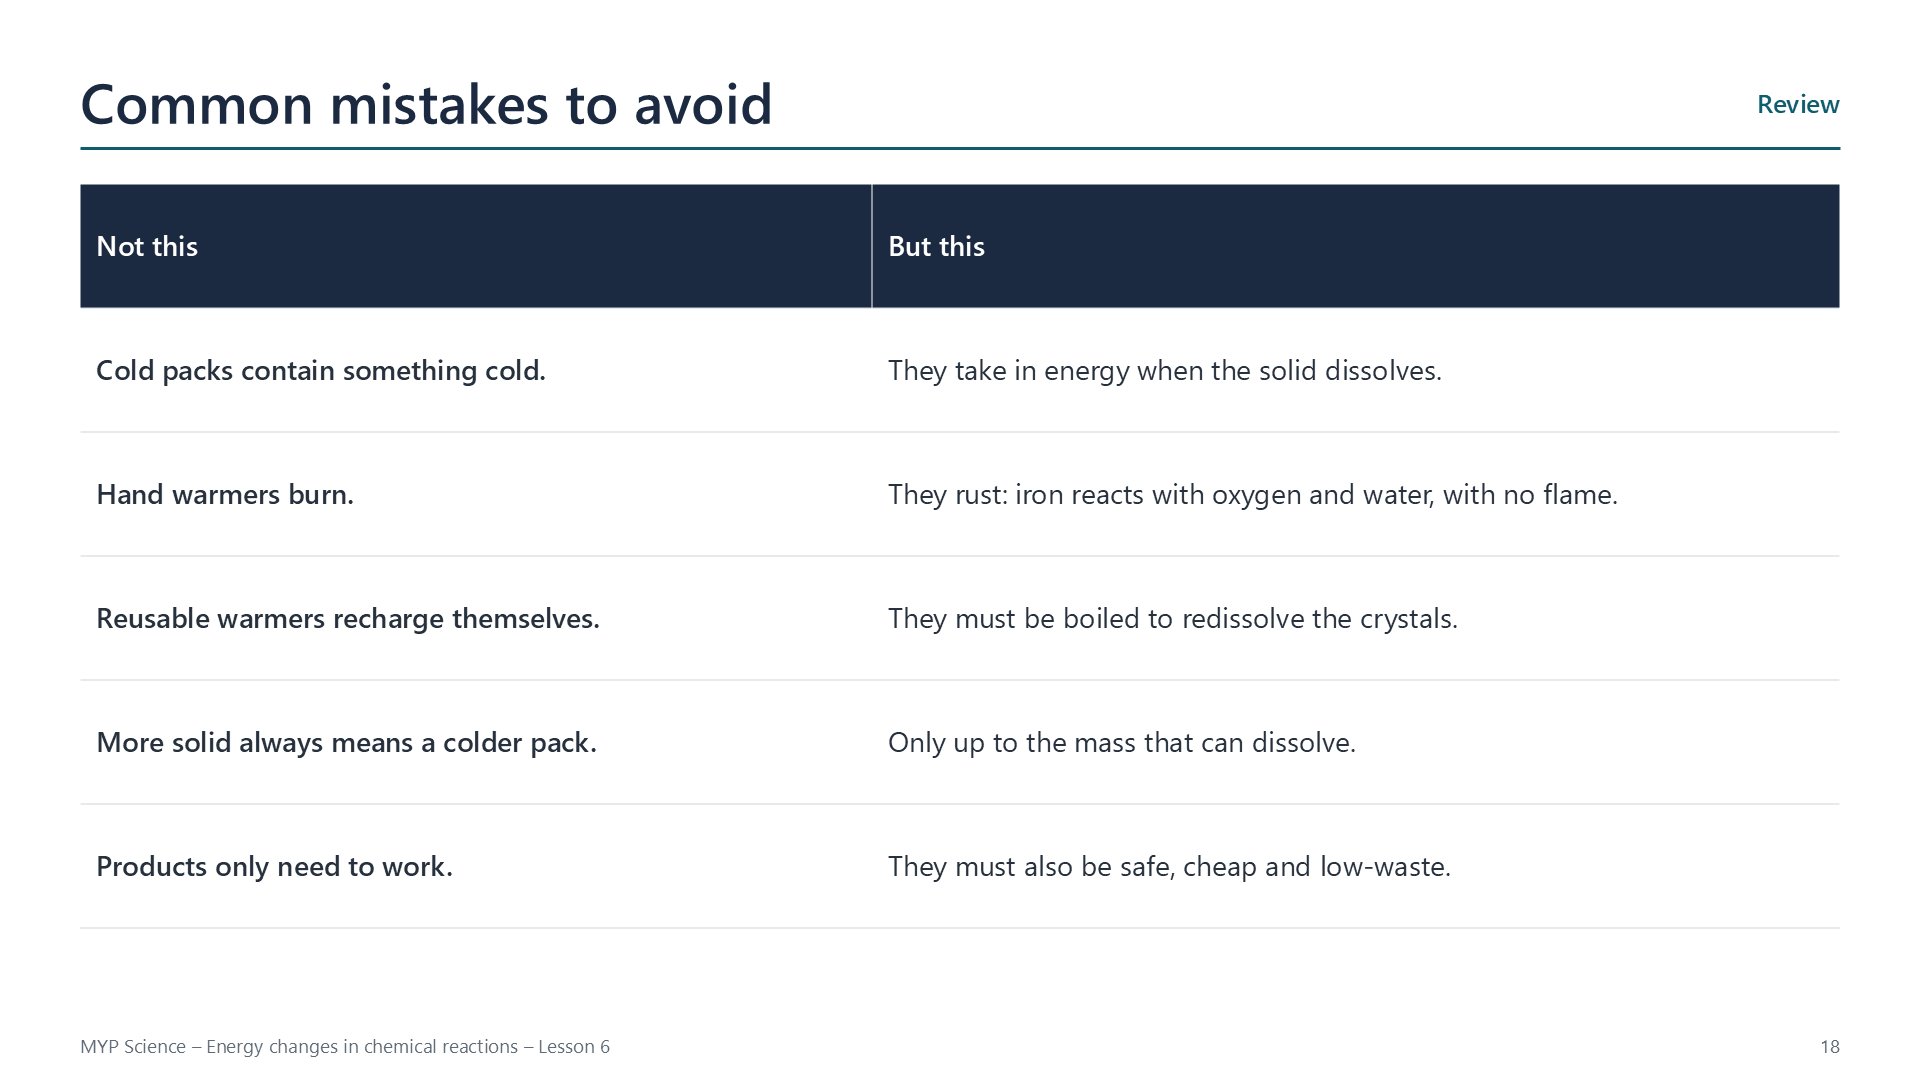 Common mistakes to avoid
Review
Not this
But this
Cold packs contain something cold.
They take in energy when the solid dissolves.
Hand warmers burn.
They rust: iron reacts with oxygen and water, with no flame.
Reusable warmers recharge themselves.
They must be boiled to redissolve the crystals.
More solid always means a colder pack.
Only up to the mass that can dissolve.
Products only need to work.
They must also be safe, cheap and low-waste.
MYP Science – Energy changes in chemical reactions – Lesson 6
18